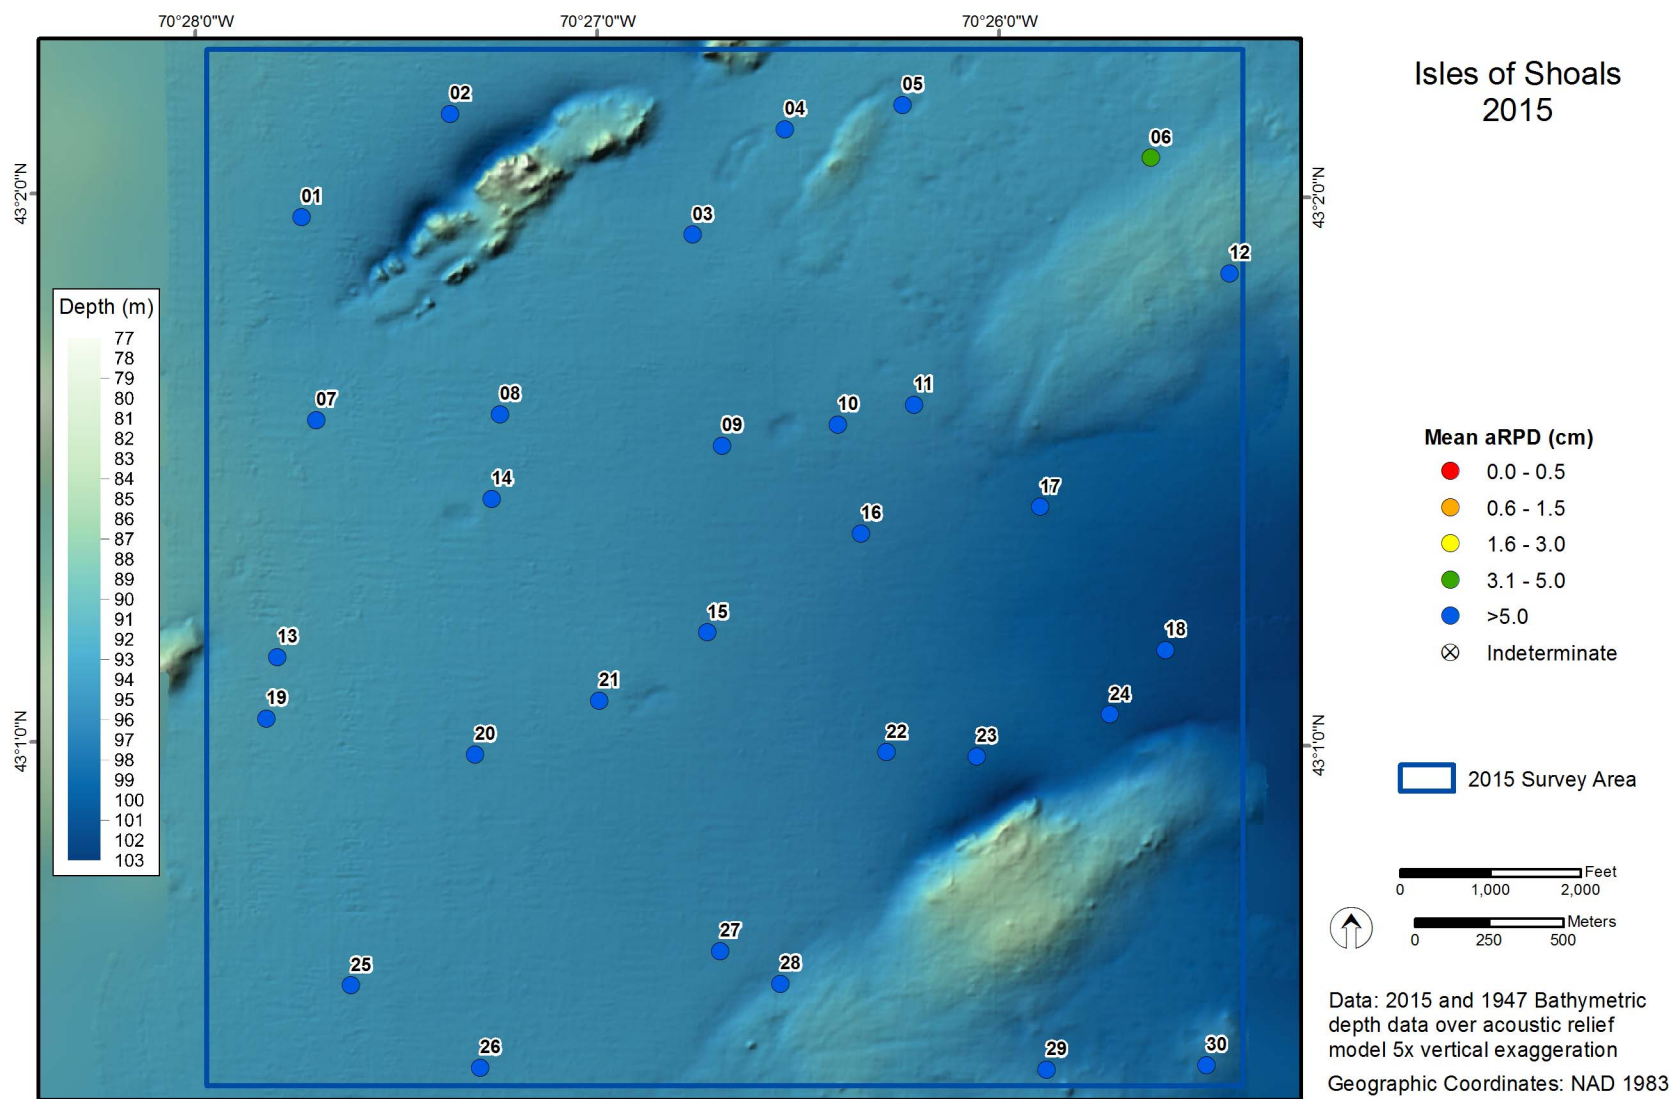 70°28'0"W
70°27'0"W
70°26'0"W
Isles of Shoals
2015
02
04
05
06
43°2'0"N
43°2'0"N
01
03
12
Depth (m)
77
78
79
80
81
82
83
84
85
86
87
88
89
90
91
92
93
94
95
96
97
98
99
100
101
102
103
07
08
09
10
11
14
16
17
Mean aRPD (cm)
0.0 - 0.5
0.6 - 1.5
1.6 - 3.0
3.1 - 5.0
>5.0
Indeterminate
13
15
18
19
21
24
20
22
23
43°1'0"N
43°1'0"N
2015 Survey Area
Feet
0 1,000 2,000
Meters
0 250 500
25
27
28
26
29
30
Data: 2015 and 1947 Bathymetric
depth data over acoustic relief
model 5x vertical exaggeration
Geographic Coordinates: NAD 1983